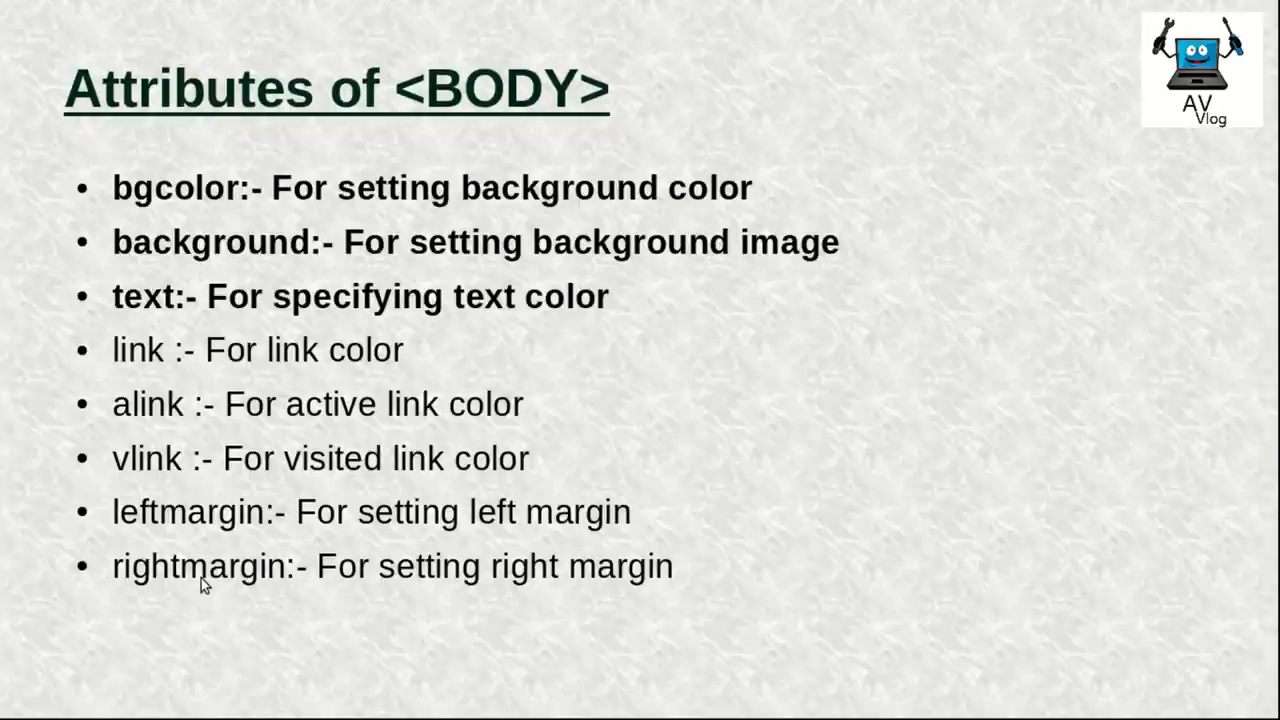 Attributes of <BODY>
AV
Vlog
• bgcolor:- For setting background color
• background:- For setting background image
• text:- For specifying text color
• link :- For link color
• alink :- For active link color
• vlink :- For visited link color
• leftmargin:- For setting left margin
• rightmargin:- For setting right margin